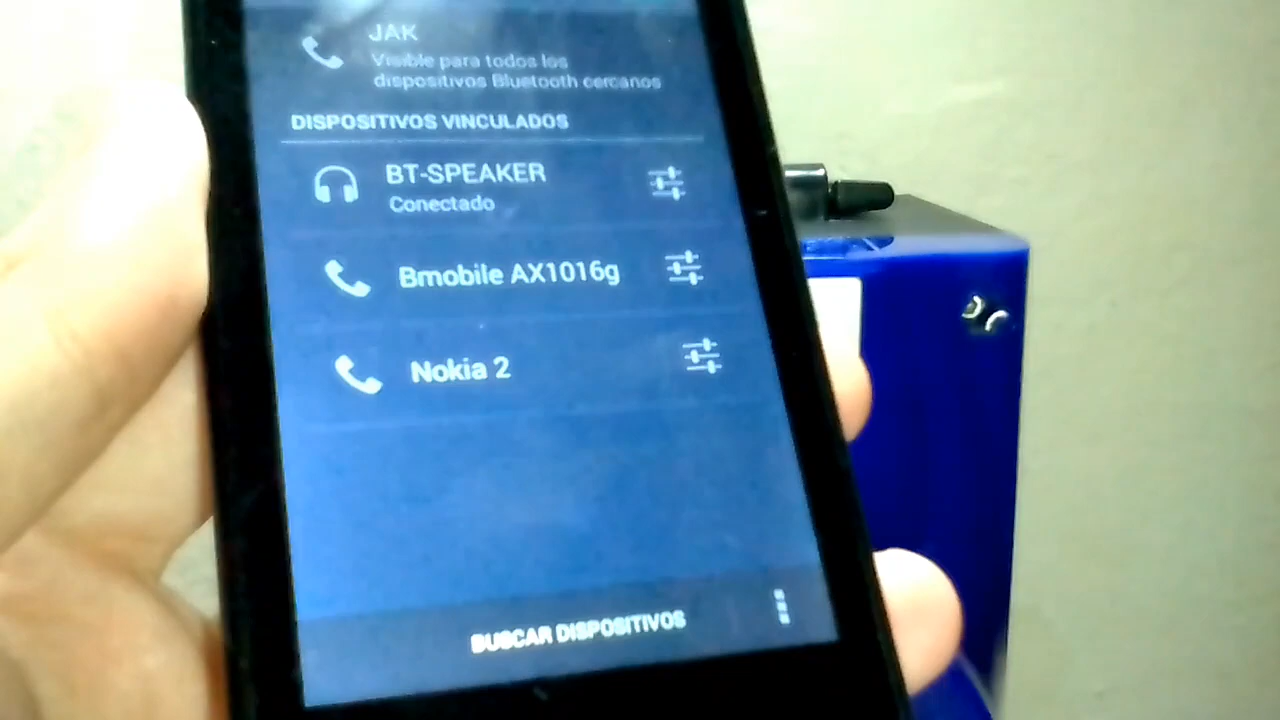 JAK
Visible para todos los
dispositivos Bluetooth cercanos
DISPOSITIVOS VINCULADOS
BT-SPEAKER
Conectado
Bmobile AX1016g
Nokia 2
BUSCAR DISPOSITIVOS